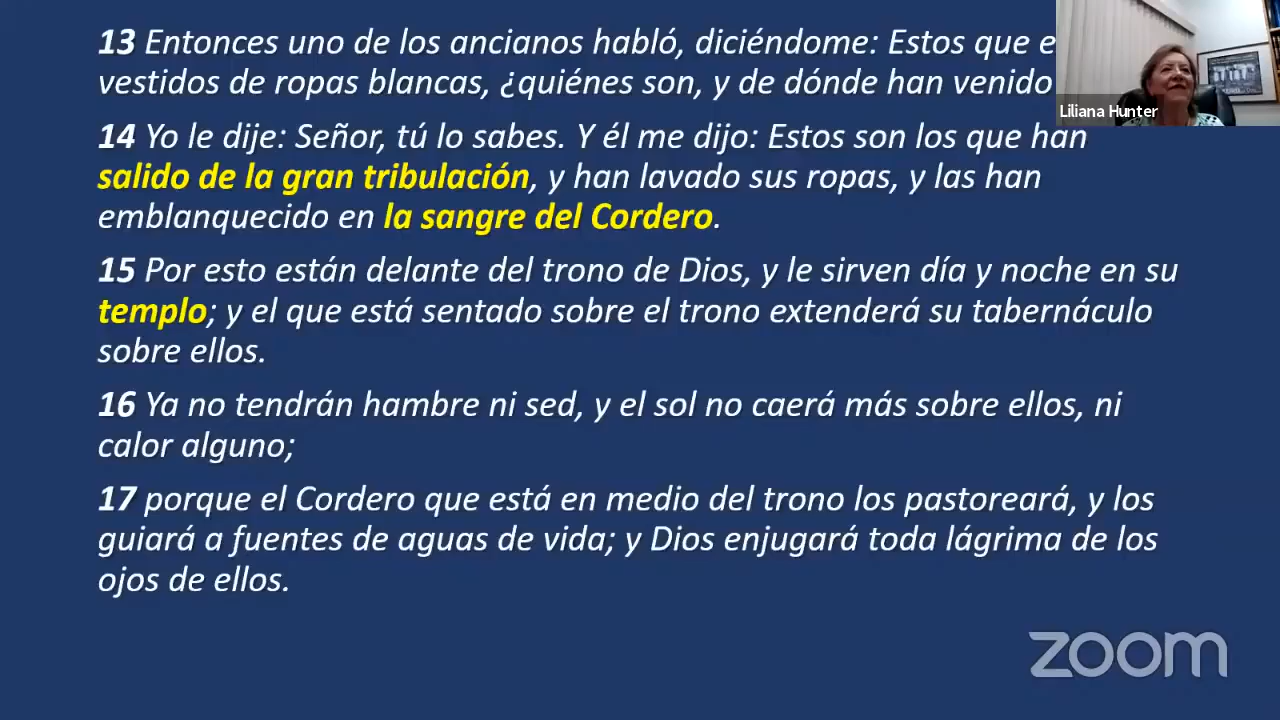 13 Entonces uno de los ancianos habló, diciéndome: Estos que
vestidos de ropas blancas, ¿quiénes son, y de dónde han venido
Liliana Hunter
14 Yo le dije: Señor, tú lo sabes. Y él me dijo: Estos son los que han
salido de la gran tribulación, y han lavado sus ropas, y las han
emblanquecido en la sangre del Cordero.
15 Por esto están delante del trono de Dios, y le sirven día y noche en su
templo; y el que está sentado sobre el trono extenderá su tabernáculo
sobre ellos.
16 Ya no tendrán hambre ni sed, y el sol no caerá más sobre ellos, ni
calor alguno;
17 porque el Cordero que está en medio del trono los pastoreará, y los
guiará a fuentes de aguas de vida; y Dios enjugará toda lágrima de los
ojos de ellos.
zoom